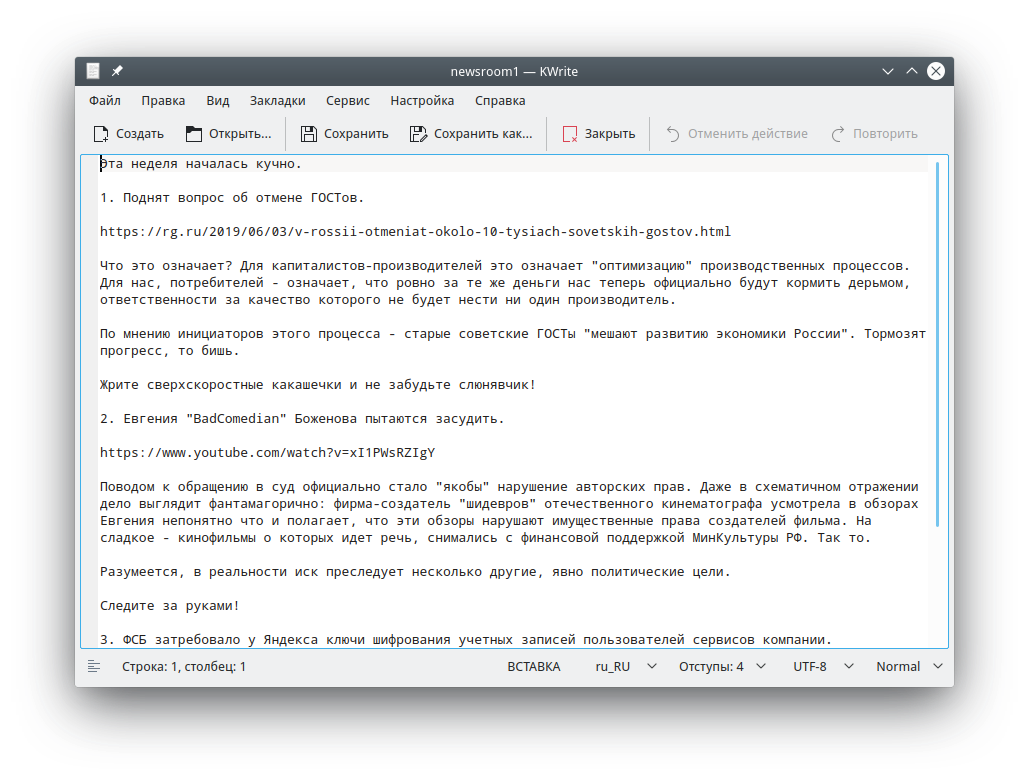 newsroom1 — KWrite
Файл Правка Вид Закладки Сервис Настройка Справка
Создать Открыть... Сохранить Сохранить как... Закрыть Отменить действие Повторить
Эта неделя началась кучно.
1. Поднят вопрос об отмене ГОСТов.
https://rg.ru/2019/06/03/v-rossii-otmeniat-okolo-10-tysiach-sovetskih-gostov.html
Что это означает? Для капиталистов-производителей это означает "оптимизацию" производственных процессов.
Для нас, потребителей - означает, что ровно за те же деньги нас теперь официально будут кормить дерьмом,
ответственности за качество которого не будет нести ни один производитель.
По мнению инициаторов этого процесса - старые советские ГОСТы "мешают развитию экономики России". Тормозят
прогресс, то бишь.
Жрите сверхскоростные какашечки и не забудьте слюнявчик!
2. Евгения "BadComedian" Боженова пытаются засудить.
https://www.youtube.com/watch?v=xI1PWsRZIgY
Поводом к обращению в суд официально стало "якобы" нарушение авторских прав. Даже в схематичном отражении
дело выглядит фантамагорично: фирма-создатель "шидевров" отечественного кинематографа усмотрела в обзорах
Евгения непонятно что и полагает, что эти обзоры нарушают имущественные права создателей фильма. На
сладкое - кинофильмы о которых идет речь, снимались с финансовой поддержкой МинКультуры РФ. Так то.
Разумеется, в реальности иск преследует несколько другие, явно политические цели.
Следите за руками!
3. ФСБ затребовало у Яндекса ключи шифрования учетных записей пользователей сервисов компании.
Строка: 1, столбец: 1 ВСТАВКА ru_RU Отступы: 4 UTF-8 Normal